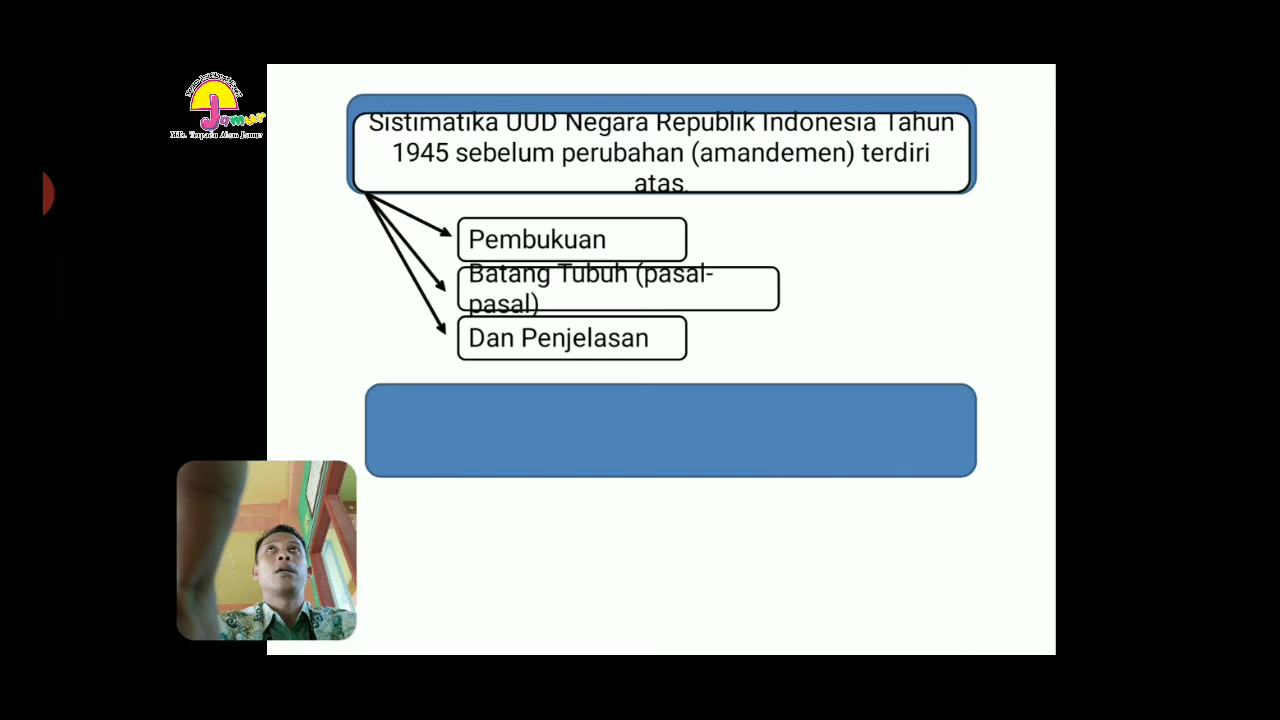 Jamur
Sistimatika UUD Negara Republik Indonesia Tahun
1945 sebelum perubahan (amandemen) terdiri
atas.
Pembukuan
Batang Tubuh (pasal-
pasal)
Dan Penjelasan